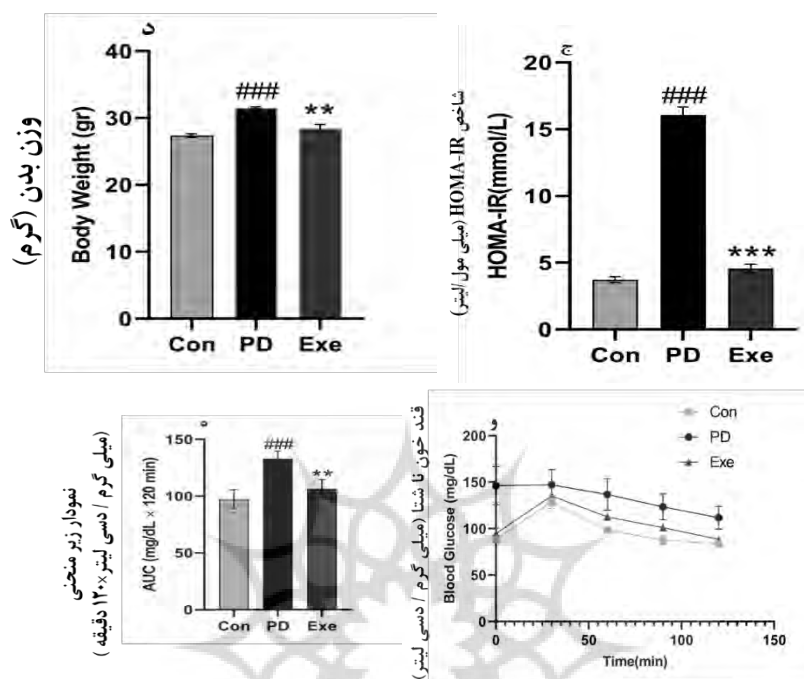 د
وزن بدن (گرم)
Body Weight (gr)
40
30
20
10
0
###
**
Con PD Exe
ج
شاخص HOMA-IR (میلی مول/لیتر)
HOMA-IR(mmol/L)
20
15
10
5
0
###
***
Con PD Exe
ه
نمودار زیر منحنی
(میلی گرم / دسی لیتر×۱۲۰ دقیقه )
AUC (mg/dL × 120 min)
150
100
50
0
###
**
Con PD Exe
و
قند خون ناشتا (میلی گرم / دسی لیتر)
Blood Glucose (mg/dL)
200
150
100
50
0
0 50 100 150
Time(min)
Con
PD
Exe